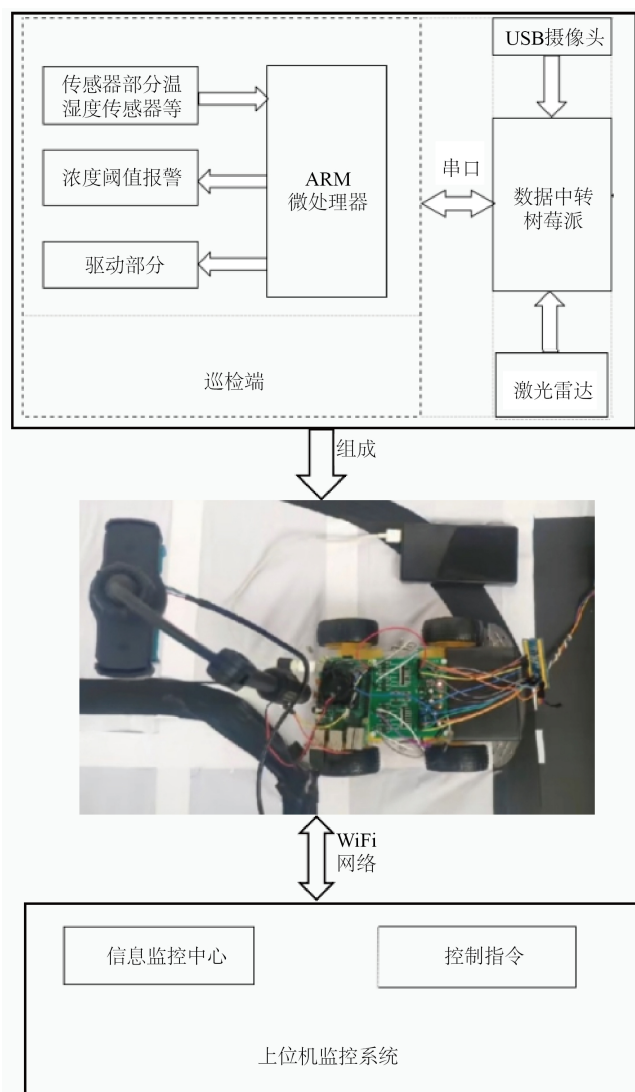 USB摄像头
传感器部分温
湿度传感器等
浓度阈值报警
驱动部分
ARM
微处理器
串口
数据中转
树莓派
巡检端
激光雷达
组成
WiFi
网络
信息监控中心
控制指令
上位机监控系统